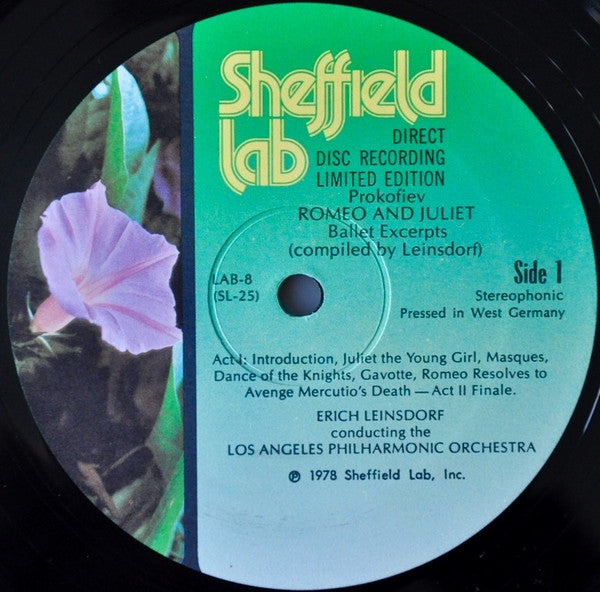 Sheffield
lab
DIRECT
DISC RECORDING
LIMITED EDITION
Prokofiev
ROMEO AND JULIET
Ballet Excerpts
(compiled by Leinsdorf)
LAB-8
(SL-25)
Side 1
Stereophonic
Pressed in West Germany
Act I: Introduction, Juliet the Young Girl, Masques,
Dance of the Knights, Gavotte, Romeo Resolves to
Avenge Mercutio's Death — Act II Finale.
ERICH LEINSDORF
conducting the
LOS ANGELES PHILHARMONIC ORCHESTRA
℗ 1978 Sheffield Lab, Inc.